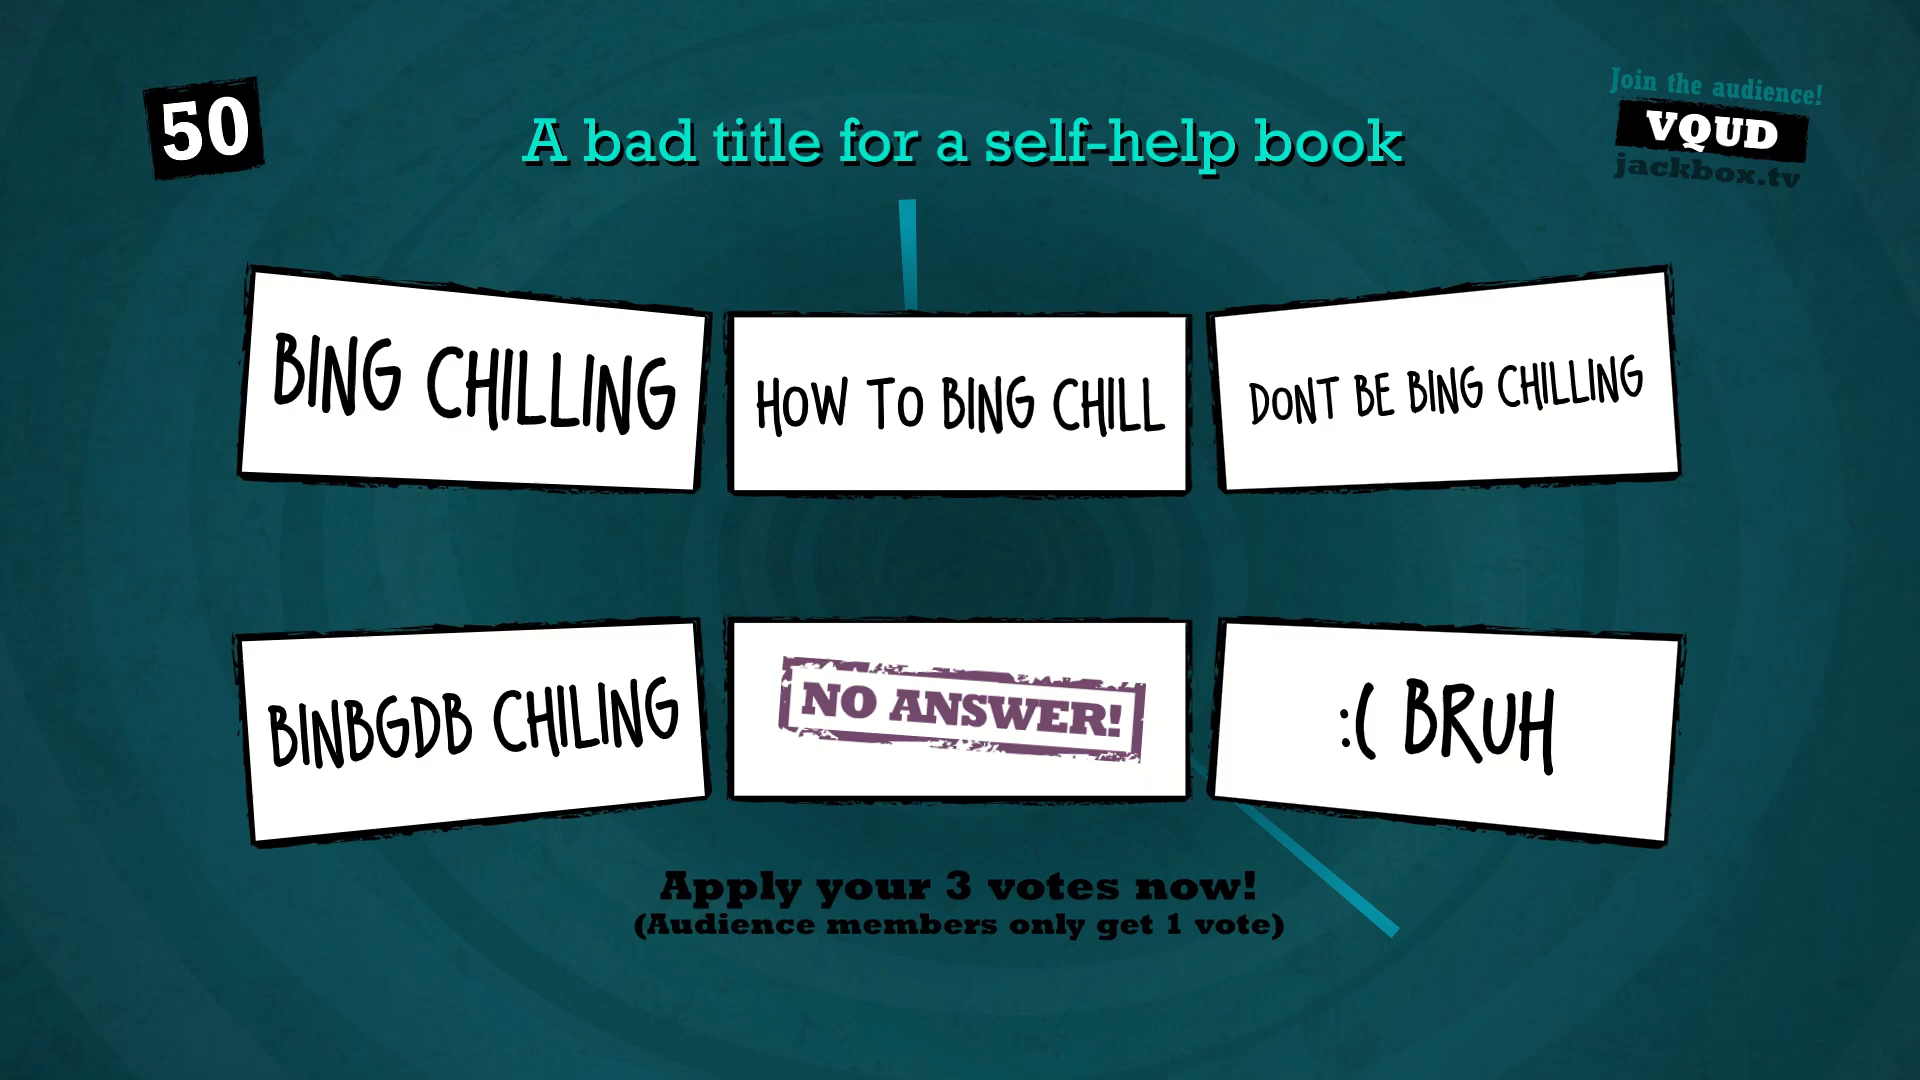 50
A bad title for a self-help book
Join the audience!
VQUD
jackbox.tv
BING CHILLING
HOW TO BING CHILL
DONT BE BING CHILLING
BINBGDB CHILING
NO ANSWER!
:( BRUH
Apply your 3 votes now!
(Audience members only get 1 vote)